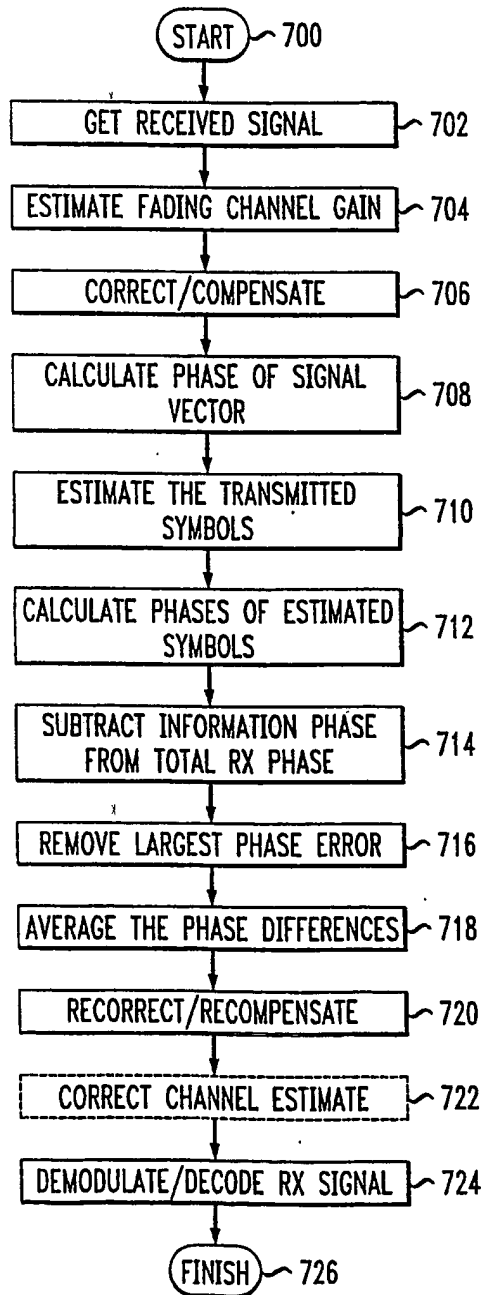 START 700
GET RECEIVED SIGNAL 702
ESTIMATE FADING CHANNEL GAIN 704
CORRECT/COMPENSATE 706
CALCULATE PHASE OF SIGNAL
VECTOR 708
ESTIMATE THE TRANSMITTED
SYMBOLS 710
CALCULATE PHASES OF ESTIMATED
SYMBOLS 712
SUBTRACT INFORMATION PHASE
FROM TOTAL RX PHASE 714
REMOVE LARGEST PHASE ERROR 716
AVERAGE THE PHASE DIFFERENCES 718
RECORRECT/RECOMPENSATE 720
CORRECT CHANNEL ESTIMATE 722
DEMODULATE/DECODE RX SIGNAL 724
FINISH 726